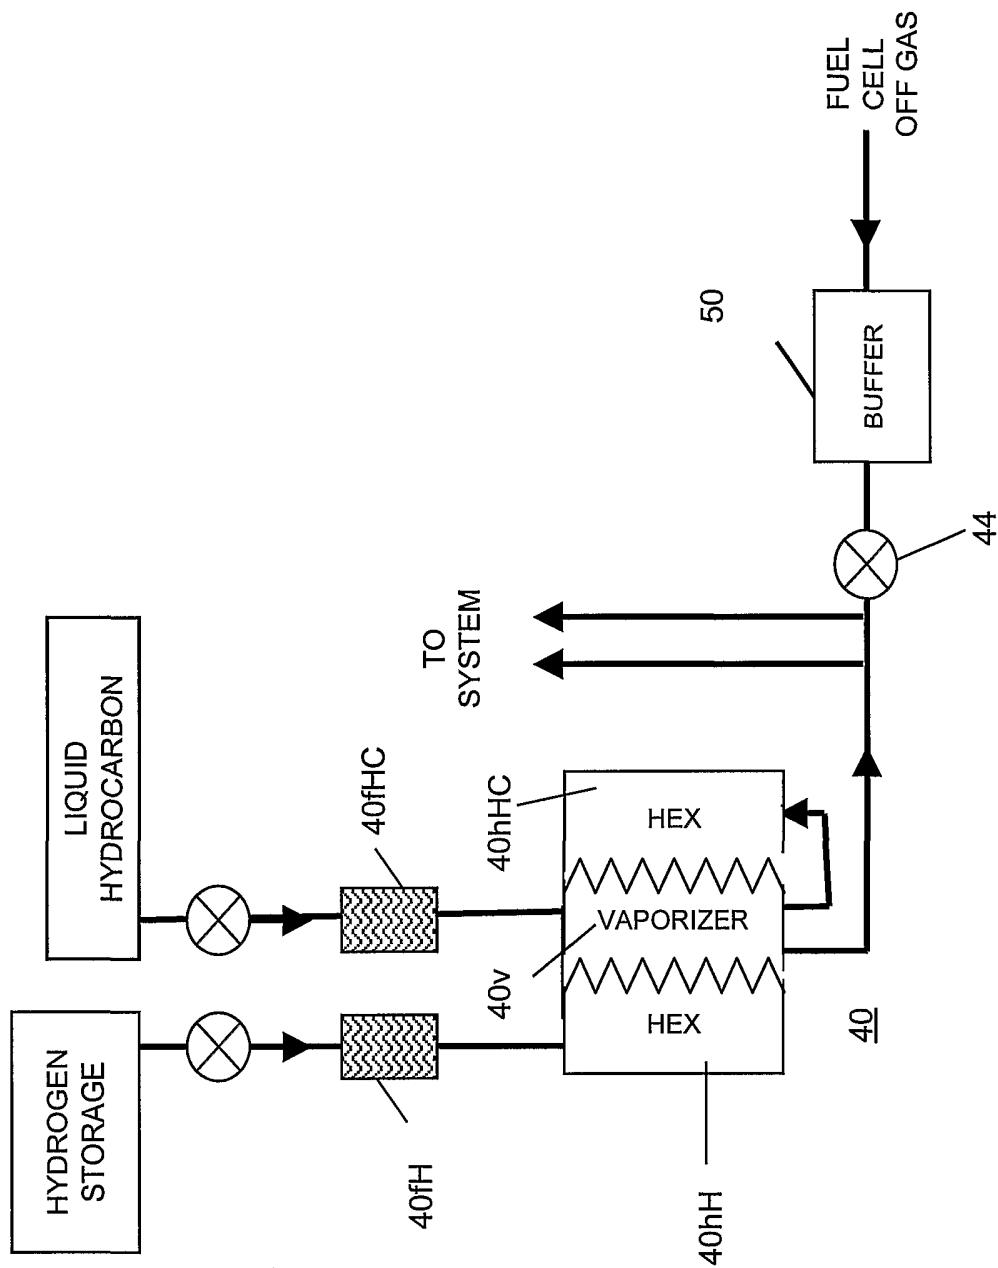 HYDROGEN
STORAGE
LIQUID
HYDROCARBON
40fH
40fHC
TO
SYSTEM
40hH
HEX
40v
VAPORIZER
40hHC
HEX
40
44
50
BUFFER
FUEL
CELL
OFF GAS